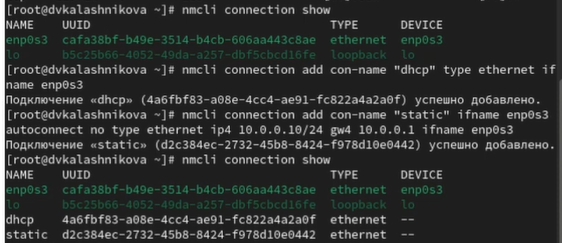 [root@dvkalashnikova ~]# nmcli connection show
NAME UUID TYPE DEVICE
enp0s3 cafa38bf-b49e-3514-b4cb-606aa443c8ae ethernet enp0s3
lo b5c25b66-4052-49da-a257-dbf5cbcd16fe loopback lo
[root@dvkalashnikova ~]# nmcli connection add con-name "dhcp" type ethernet if
name enp0s3
Подключение «dhcp» (4a6fbf83-a08e-4cc4-ae91-fc822a4a2a0f) успешно добавлено.
[root@dvkalashnikova ~]# nmcli connection add con-name "static" ifname enp0s3
autoconnect no type ethernet ip4 10.0.0.10/24 gw4 10.0.0.1 ifname enp0s3
Подключение «static» (d2c384ec-2732-45b8-8424-f978d10e0442) успешно добавлено.
[root@dvkalashnikova ~]# nmcli connection show
NAME UUID TYPE DEVICE
enp0s3 cafa38bf-b49e-3514-b4cb-606aa443c8ae ethernet enp0s3
lo b5c25b66-4052-49da-a257-dbf5cbcd16fe loopback lo
dhcp 4a6fbf83-a08e-4cc4-ae91-fc822a4a2a0f ethernet --
static d2c384ec-2732-45b8-8424-f978d10e0442 ethernet --